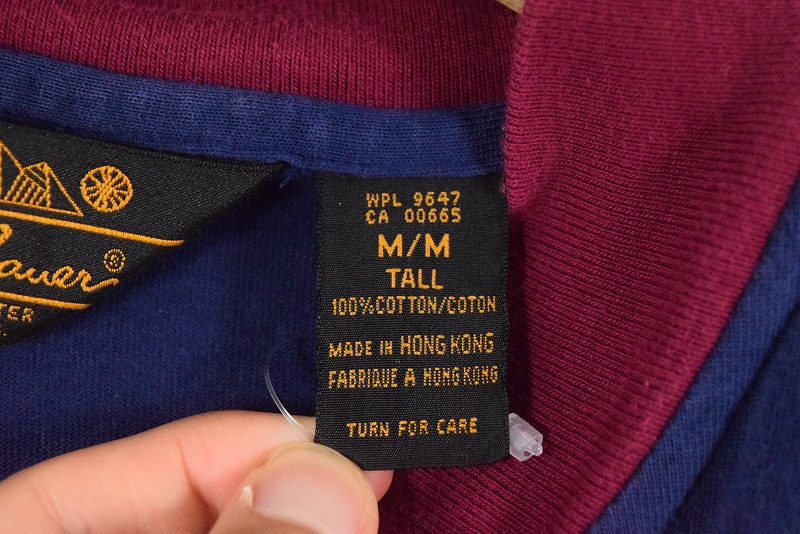 WPL 9647
CA 00665
M/M
TALL
100% COTTON/COTON
MADE IN HONG KONG
FABRIQUE A HONG KONG
TURN FOR CARE
®